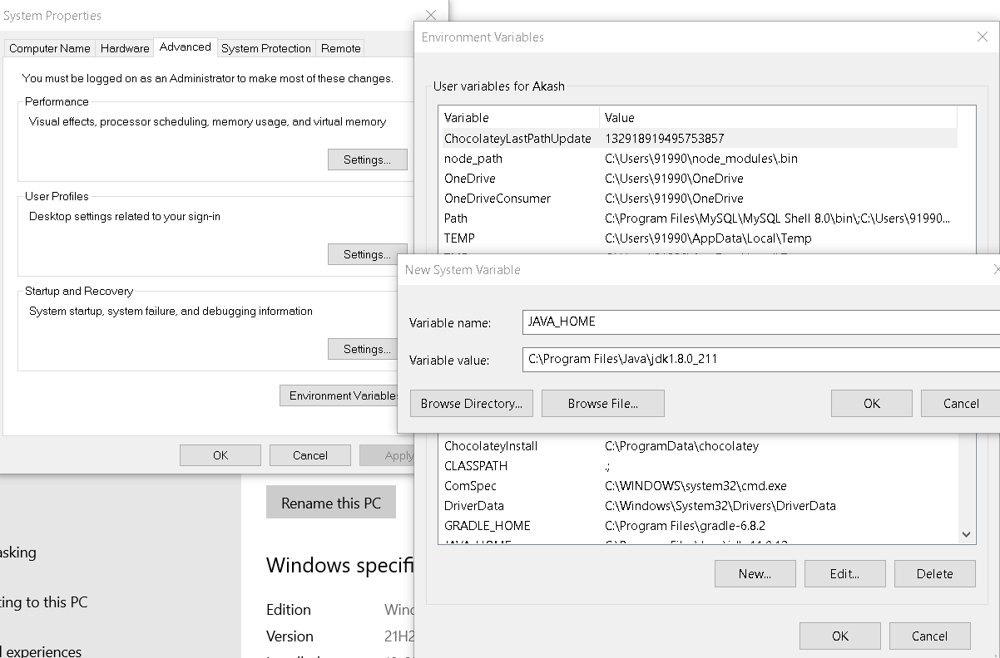 System Properties
Computer Name Hardware Advanced System Protection Remote
You must be logged on as an Administrator to make most of these changes.
Performance
Visual effects, processor scheduling, memory usage, and virtual memory
Settings...
User Profiles
Desktop settings related to your sign-in
Settings...
Startup and Recovery
System startup, system failure, and debugging information
Settings...
Environment Variables
OK Cancel Apply
Environment Variables
User variables for Akash
Variable Value
ChocolateyLastPathUpdate 132918919495753857
node_path C:\Users\91990\node_modules\.bin
OneDrive C:\Users\91990\OneDrive
OneDriveConsumer C:\Users\91990\OneDrive
Path C:\Program Files\MySQL\MySQL Shell 8.0\bin\;C:\Users\91990...
TEMP C:\Users\91990\AppData\Local\Temp
New System Variable
Variable name: JAVA_HOME
Variable value: C:\Program Files\Java\jdk1.8.0_211
Browse Directory... Browse File... OK Cancel
ChocolateyInstall C:\ProgramData\chocolatey
CLASSPATH .;
ComSpec C:\WINDOWS\system32\cmd.exe
DriverData C:\Windows\System32\Drivers\DriverData
GRADLE_HOME C:\Program Files\gradle-6.8.2
New... Edit... Delete
OK Cancel
asking
ting to this PC
d experiences
Rename this PC
Windows specifi
Edition Wind
Version 21H2